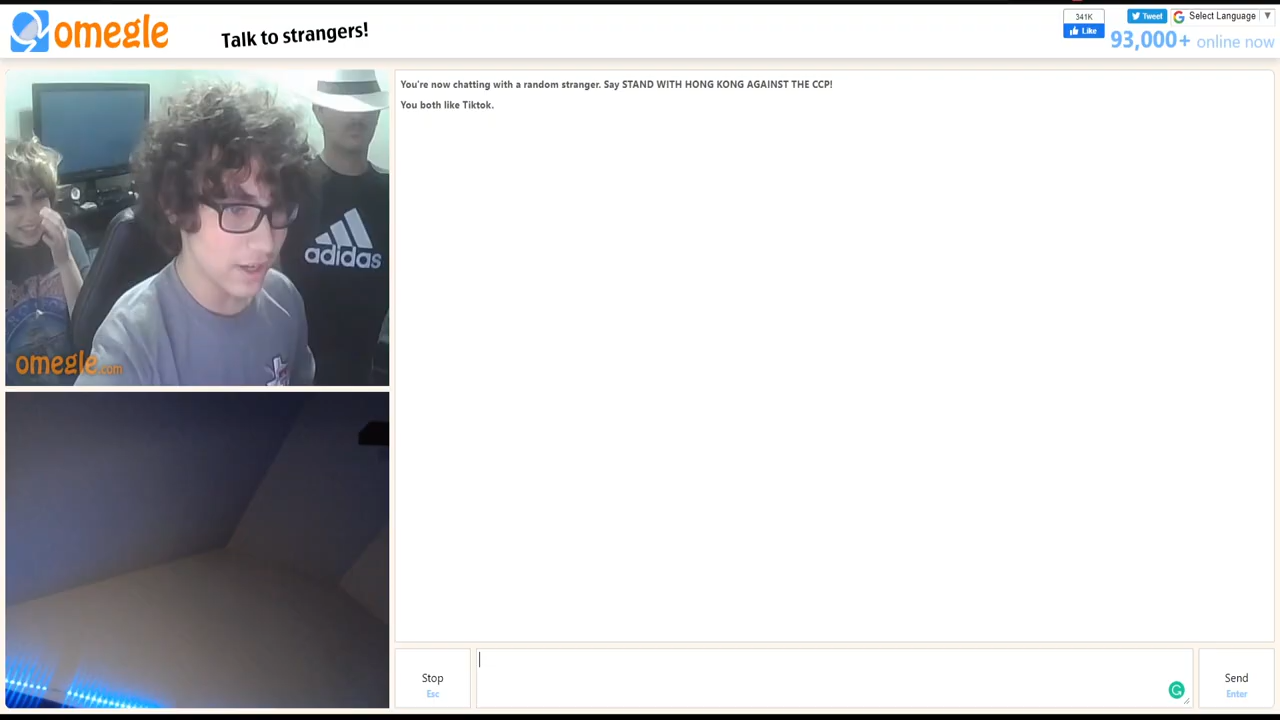 omegle
Talk to strangers!
341K
Like
Tweet
Select Language
93,000+ online now
You're now chatting with a random stranger. Say STAND WITH HONG KONG AGAINST THE CCP!
You both like Tiktok.
adidas
omegle.com
Stop
Esc
Send
Enter